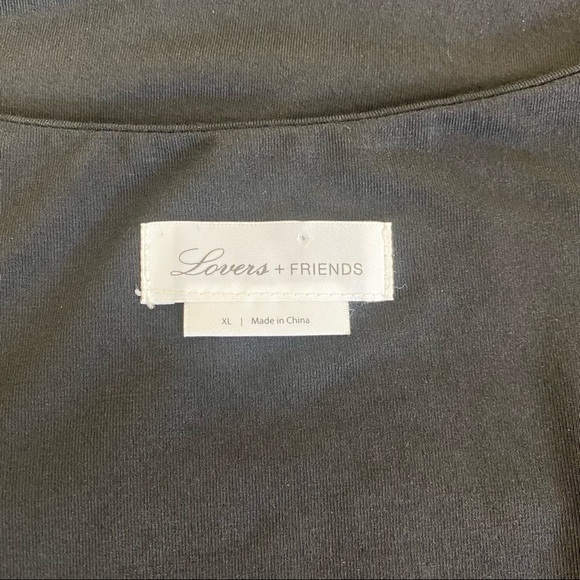 Lovers + FRIENDS
XL | Made in China